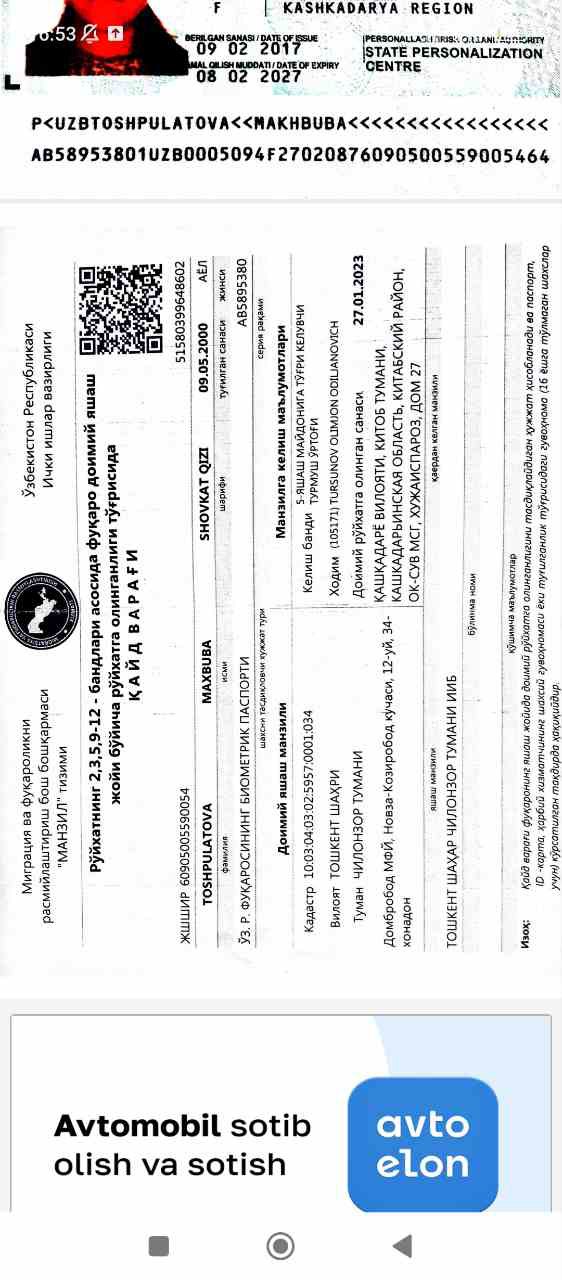 6:53
F
KASHKADARYA REGION
BERILGAN SANASI / DATE OF ISSUE
09 02 2017
AMAL QILISH MUDDATI / DATE OF EXPIRY
08 02 2027
STATE PERSONALIZATION
CENTRE
P<UZBTOSHPULATOVA<<MAKHBUBA<<<<<<<<<<<<<<<<<
AB58953801UZB0005094F27020876090500559005464
Миграция ва фуқароликни
расмийлаштириш бош бошқармаси
"МАНЗИЛ" тизими
Ўзбекистон Республикаси
Ички ишлар вазирлиги
Рўйхатнинг 2,3,5,9-12 - бандлари асосида фуқаро доимий яшаш
жойи бўйича рўйхатга олинганлиги тўғрисида
ҚАЙД ВАРАҒИ
ЖШШИР 60905005590054
51580399648602
TOSHPULATOVA
MAXBUBA
SHOVKAT QIZI
09.05.2000
АЁЛ
фамилия
исми
шарифи
туғилган санаси
жинси
ЎЗ. Р. ФУҚАРОСИНИНГ БИОМЕТРИК ПАСПОРТИ
AB5895380
шахсни тасдиқловчи ҳужжат тури
серия рақами
Доимий яшаш манзили
Манзилга келиш маълумотлари
Кадастр 10:03:04:03:02:5957:0001:034
Вилоят ТОШКЕНТ ШАҲРИ
Туман ЧИЛОНЗОР ТУМАНИ
Домбробод МФЙ, Новза-Козиробод кўчаси, 12-уй, 34-
хонадон
Келиш банди 5-ЯШАШ МАЙДОНИГА ТЎҒРИ КЕЛУВЧИ
ТУРМУШ ЎРТОҒИ
Ходим (105171) TURSUNOV OLIMJON ODILJANOVICH
Доимий рўйхатга олинган санаси 27.01.2023
ҚАШҚАДАРЁ ВИЛОЯТИ, КИТОБ ТУМАНИ,
КАШКАДАРЬИНСКАЯ ОБЛАСТЬ, КИТАБСКИЙ РАЙОН,
ОК-СУВ МСГ, ХУЖАИСПАРОЗ, ДОМ 27
яшаш манзили
қаердан келган манзили
ТОШКЕНТ ШАҲАР ЧИЛОНЗОР ТУМАНИ ИИБ
бўлинма номи
қўшимча маълумотлар
Изоҳ:
Қайд варағи фуқаронинг яшаш жойида доимий рўйхатга олинганлигини тасдиқлайдиган ҳужжат ҳисобланади ва паспорт,
ID -карта, ҳарбий хизматчининг шахсий гувоҳномаси ёки туғилганлик тўғрисидаги гувоҳнома (16 ёшга тўлмаган шахслар
учун) кўрсатилган тақдирда ҳақиқийдир.
Avtomobil sotib
olish va sotish
avto
elon